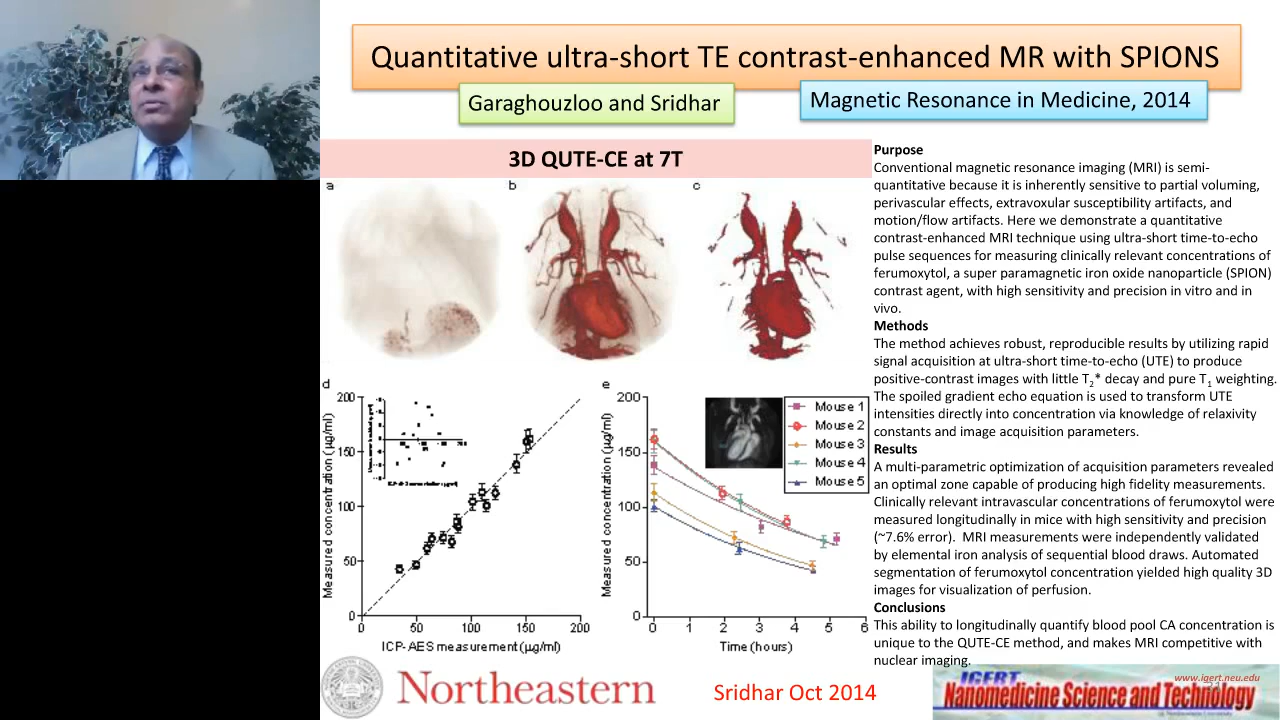 Quantitative ultra-short TE contrast-enhanced MR with SPIONS
Garaghouzloo and Sridhar
Magnetic Resonance in Medicine, 2014
3D QUTE-CE at 7T
a
b
c
Purpose
Conventional magnetic resonance imaging (MRI) is semi-
quantitative because it is inherently sensitive to partial voluming,
perivascular effects, extravoxular susceptibility artifacts, and
motion/flow artifacts. Here we demonstrate a quantitative
contrast-enhanced MRI technique using ultra-short time-to-echo
pulse sequences for measuring clinically relevant concentrations of
ferumoxytol, a super paramagnetic iron oxide nanoparticle (SPION)
contrast agent, with high sensitivity and precision in vitro and in
vivo.
Methods
The method achieves robust, reproducible results by utilizing rapid
signal acquisition at ultra-short time-to-echo (UTE) to produce
positive-contrast images with little T2* decay and pure T1 weighting.
The spoiled gradient echo equation is used to transform UTE
intensities directly into concentration via knowledge of relaxivity
constants and image acquisition parameters.
Results
A multi-parametric optimization of acquisition parameters revealed
an optimal zone capable of producing high fidelity measurements.
Clinically relevant intravascular concentrations of ferumoxytol were
measured longitudinally in mice with high sensitivity and precision
(~7.6% error). MRI measurements were independently validated
by elemental iron analysis of sequential blood draws. Automated
segmentation of ferumoxytol concentration yielded high quality 3D
images for visualization of perfusion.
Conclusions
This ability to longitudinally quantify blood pool CA concentration is
unique to the QUTE-CE method, and makes MRI competitive with
nuclear imaging.
d
200
150
100
50
0
Measured concentration (µg/ml)
0 50 100 150 200
ICP-AES measurement (µg/ml)
e
200
150
100
50
0
Measured concentration (µg/ml)
0 1 2 3 4 5 6
Time (hours)
Mouse 1
Mouse 2
Mouse 3
Mouse 4
Mouse 5
Northeastern
Sridhar Oct 2014
www.igert.neu.edu
IGERT
Nanomedicine Science and Technology